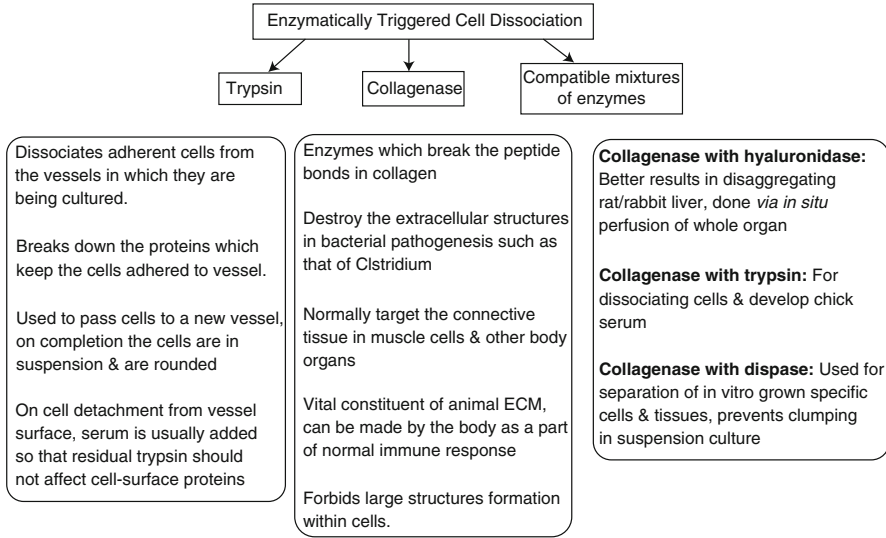 Enzymatically Triggered Cell Dissociation
Trypsin
Collagenase
Compatible mixtures
of enzymes
Dissociates adherent cells from
the vessels in which they are
being cultured.
Breaks down the proteins which
keep the cells adhered to vessel.
Used to pass cells to a new vessel,
on completion the cells are in
suspension & are rounded
On cell detachment from vessel
surface, serum is usually added
so that residual trypsin should
not affect cell-surface proteins
Enzymes which break the peptide
bonds in collagen
Destroy the extracellular structures
in bacterial pathogenesis such as
that of Clstridium
Normally target the connective
tissue in muscle cells & other body
organs
Vital constituent of animal ECM,
can be made by the body as a part
of normal immune response
Forbids large structures formation
within cells.
Collagenase with hyaluronidase:
Better results in disaggregating
rat/rabbit liver, done via in situ
perfusion of whole organ
Collagenase with trypsin: For
dissociating cells & develop chick
serum
Collagenase with dispase: Used for
separation of in vitro grown specific
cells & tissues, prevents clumping
in suspension culture